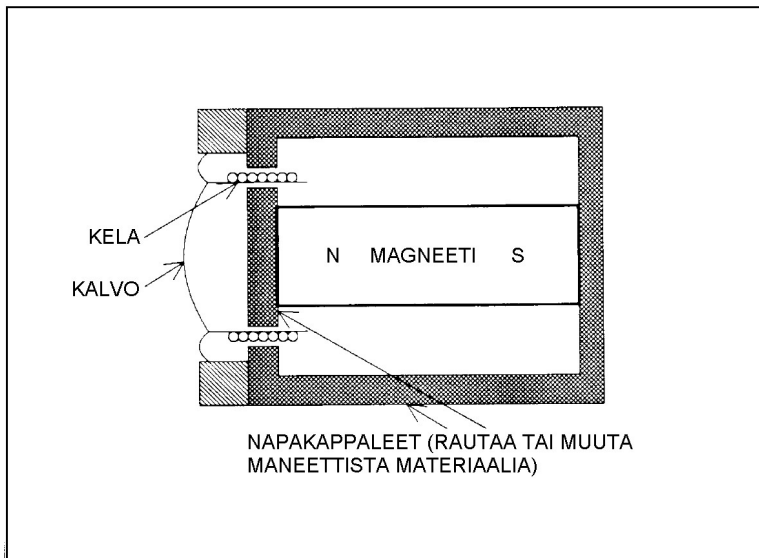 KELA
KALVO
N MAGNEETI S
NAPAKAPPALEET (RAUTAA TAI MUUTA
MANEETTISTA MATERIAALIA)